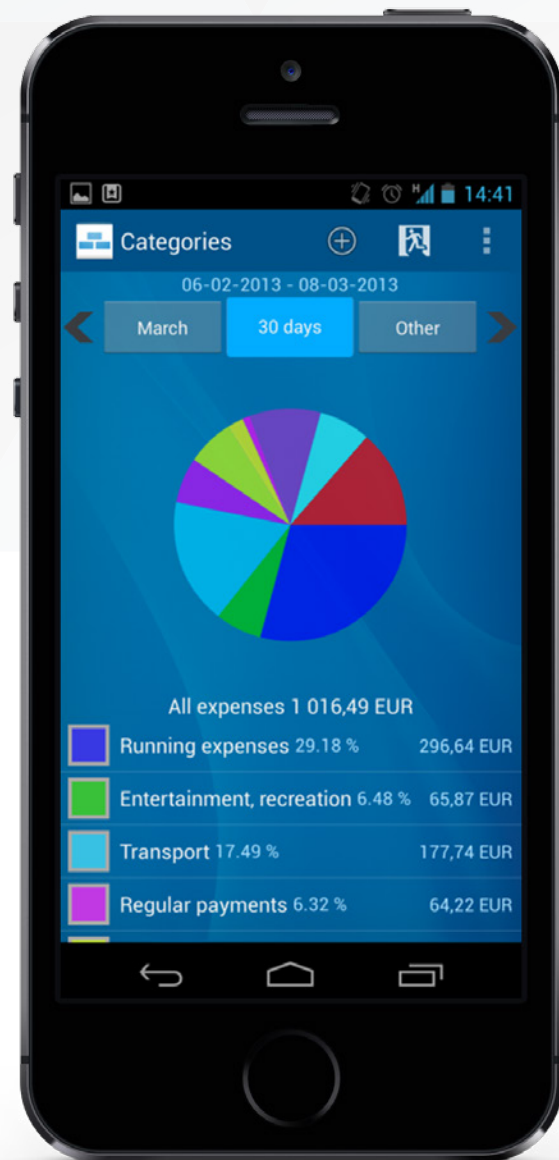 H 14:41
Categories
06-02-2013 - 08-03-2013
March 30 days Other
All expenses 1 016,49 EUR
Running expenses 29.18 % 296,64 EUR
Entertainment, recreation 6.48 % 65,87 EUR
Transport 17.49 % 177,74 EUR
Regular payments 6.32 % 64,22 EUR